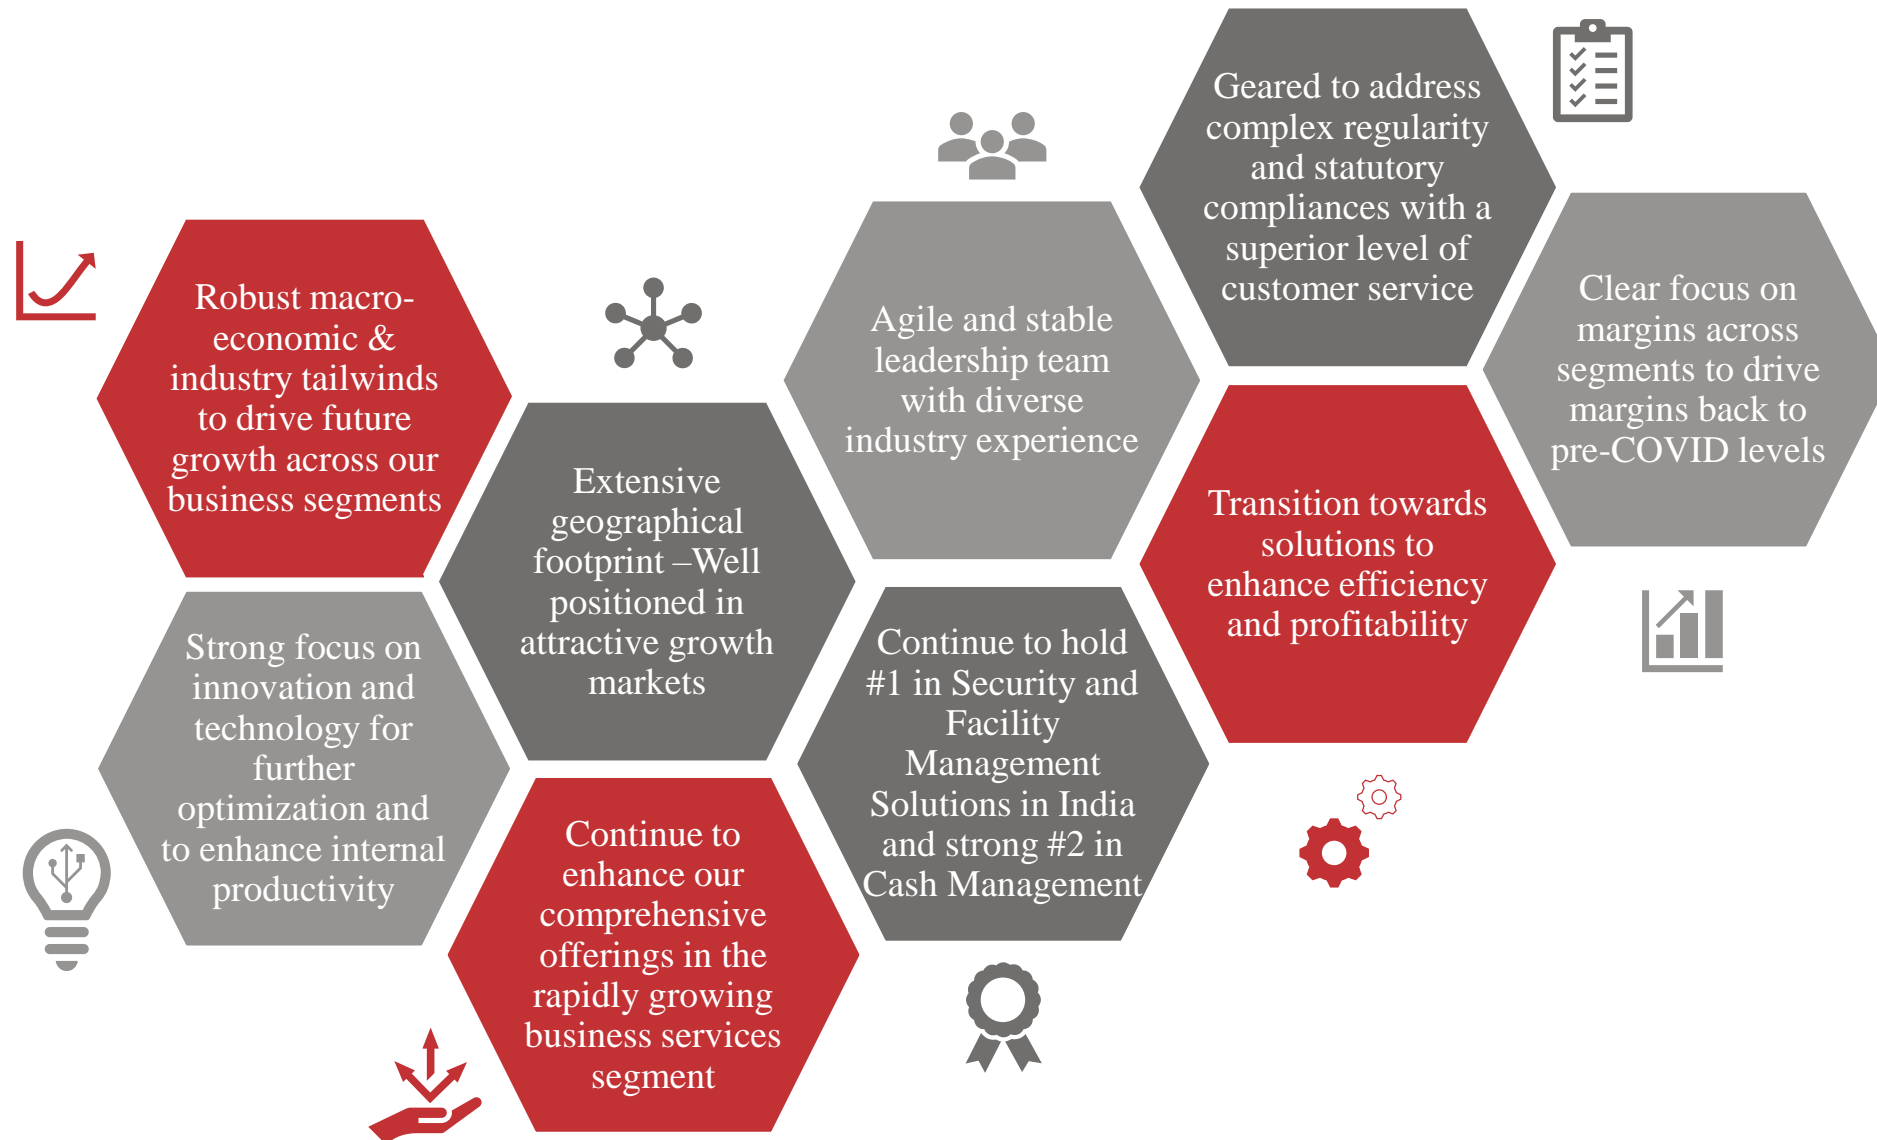 Robust macro-
economic &
industry tailwinds
to drive future
growth across our
business segments
Strong focus on
innovation and
technology for
further
optimization and
to enhance internal
productivity
Extensive
geographical
footprint –Well
positioned in
attractive growth
markets
Continue to
enhance our
comprehensive
offerings in the
rapidly growing
business services
segment
Agile and stable
leadership team
with diverse
industry experience
Continue to hold
#1 in Security and
Facility
Management
Solutions in India
and strong #2 in
Cash Management
Geared to address
complex regularity
and statutory
compliances with a
superior level of
customer service
Transition towards
solutions to
enhance efficiency
and profitability
Clear focus on
margins across
segments to drive
margins back to
pre-COVID levels